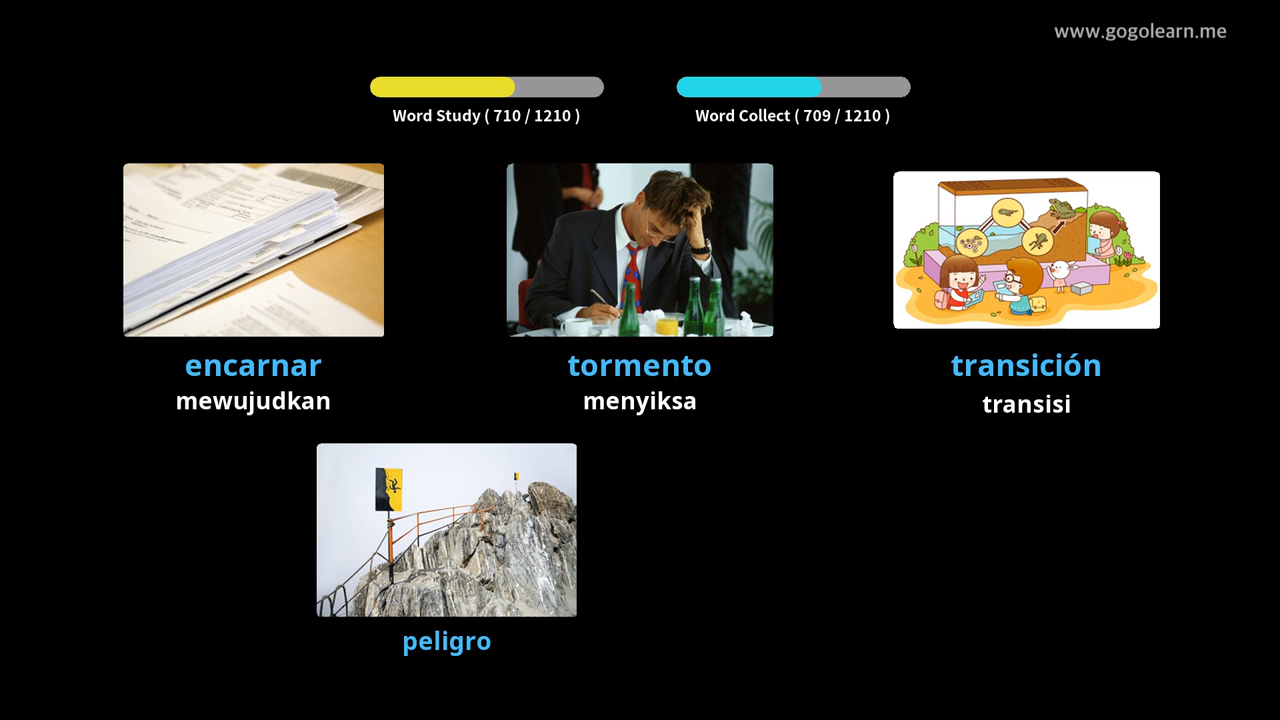 www.gogolearn.me
Word Study ( 710 / 1210 )
Word Collect ( 709 / 1210 )
encarnar
mewujudkan
tormento
menyiksa
transición
transisi
peligro